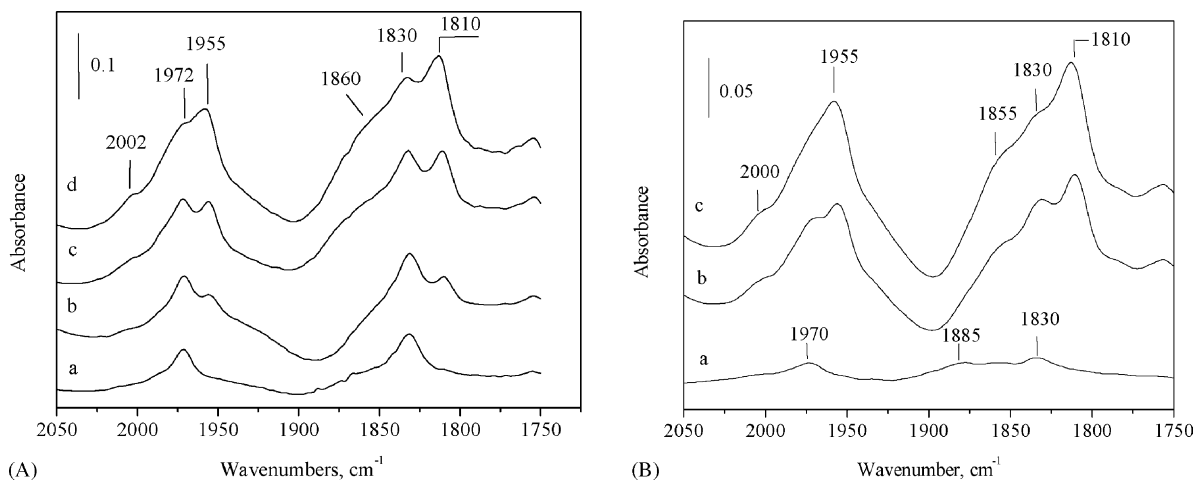 0.1
2002
1972
1955
1860
1830
1810
d
c
b
a
Absorbance
2050 2000 1950 1900 1850 1800 1750
Wavenumbers, cm-1
(A)
0.05
2000
1955
1855
1830
1810
c
b
a
1970
1885
1830
Absorbance
2050 2000 1950 1900 1850 1800 1750
Wavenumber, cm-1
(B)